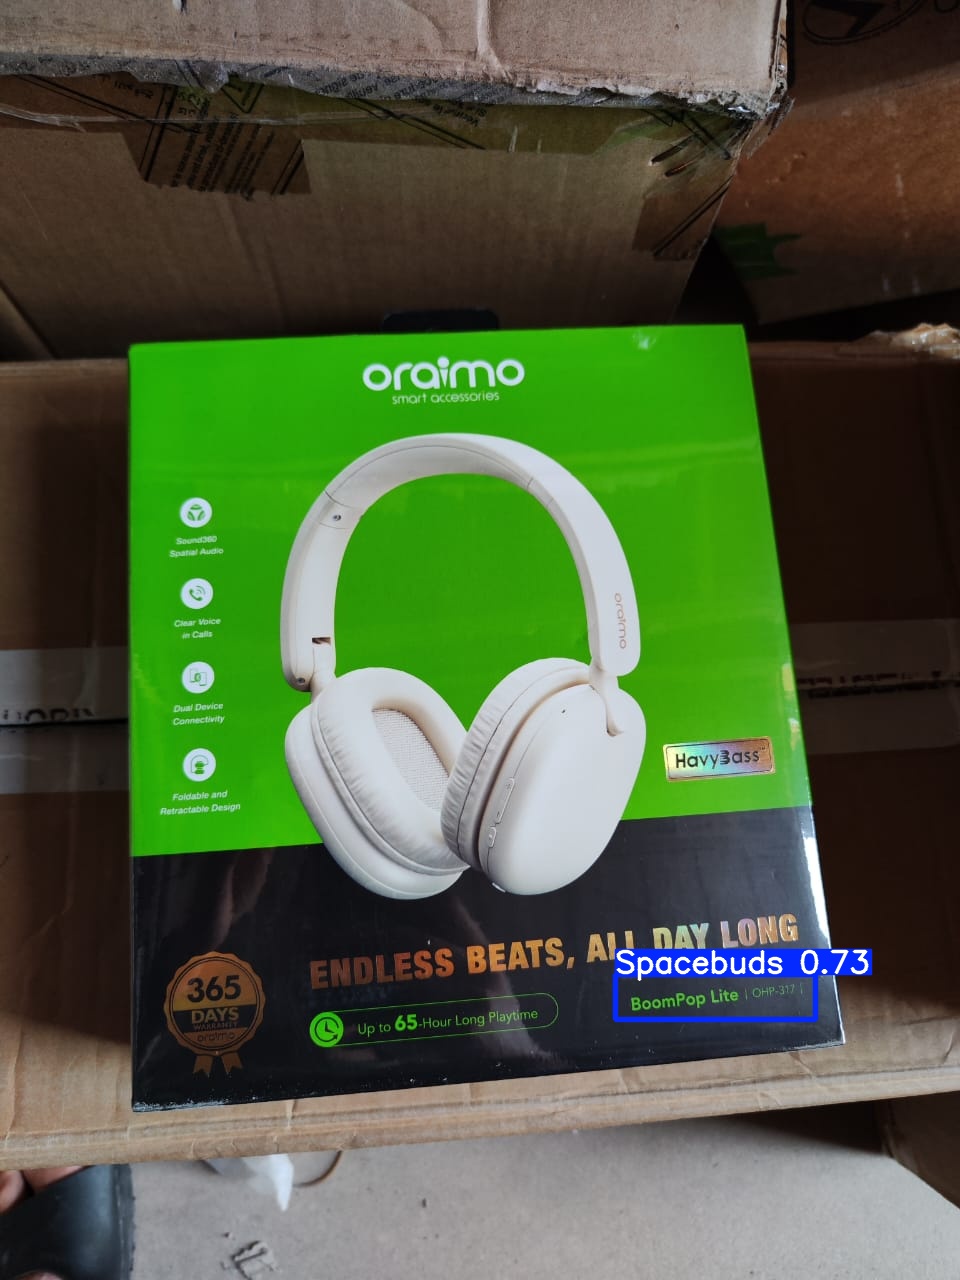 oraimo
smart accessories
Sound360
Spatial Audio
Clear Voice
in Calls
Dual Device
Connectivity
Foldable and
Retractable Design
oraimo
HavyBass
ENDLESS BEATS, ALL DAY LONG
Spacebuds 0.73
BoomPop Lite | OHP-317 |
365
DAYS
WARRANTY
oraimo
Up to 65-Hour Long Playtime